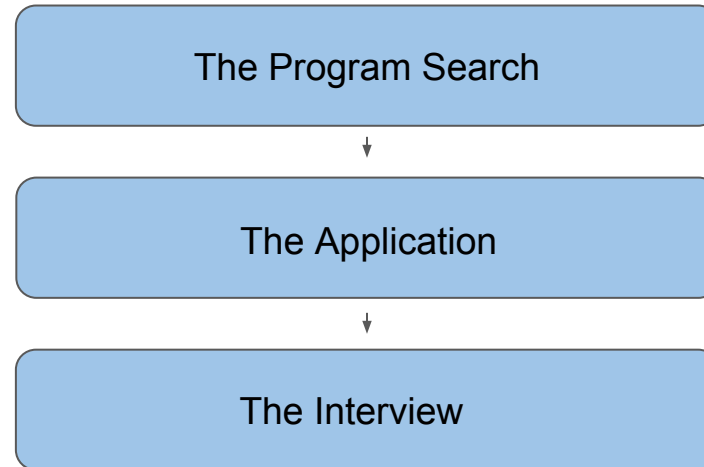 The Program Search
The Application
The Interview